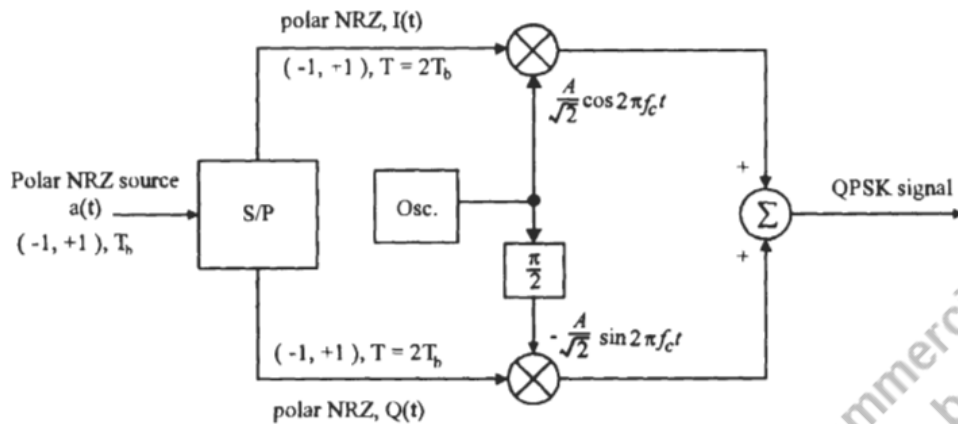 polar NRZ, I(t)
( -1, +1 ), T = 2T_b
A/√2 cos 2πf_c t
Polar NRZ source
a(t)
( -1, +1 ), T_b
S/P
Osc.
π/2
+
Σ
+
QPSK signal
- A/√2 sin 2πf_c t
( -1, +1 ), T = 2T_b
polar NRZ, Q(t)